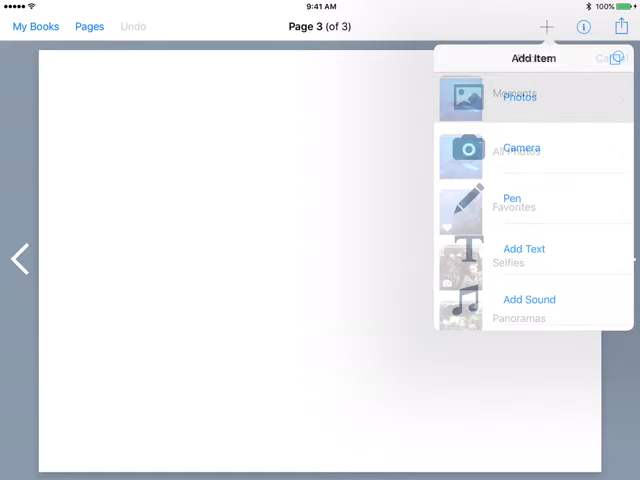 9:41 AM
100%
My Books Pages Undo Page 3 (of 3)
Add Item
Moments
Photos
Camera
All Photos
Pen
Favorites
Add Text
Selfies
Add Sound
Panoramas